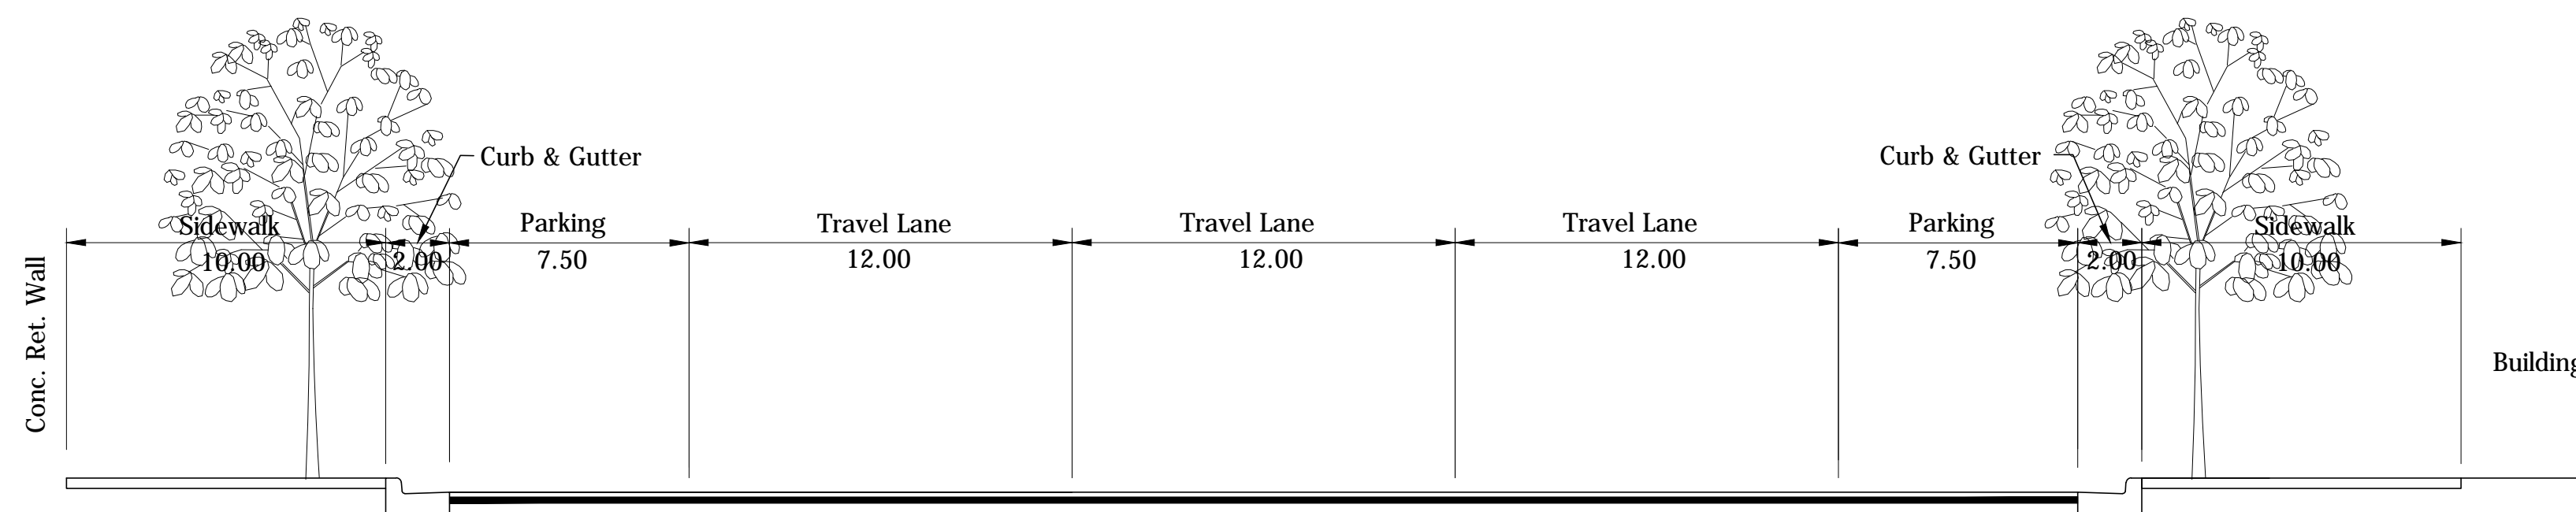 Curb & Gutter
Curb & Gutter
Sidewalk
Parking
Travel Lane
Travel Lane
Travel Lane
Parking
Sidewalk
10.00
2.00
7.50
12.00
12.00
12.00
7.50
2.00
10.00
Conc. Ret. Wall
Building